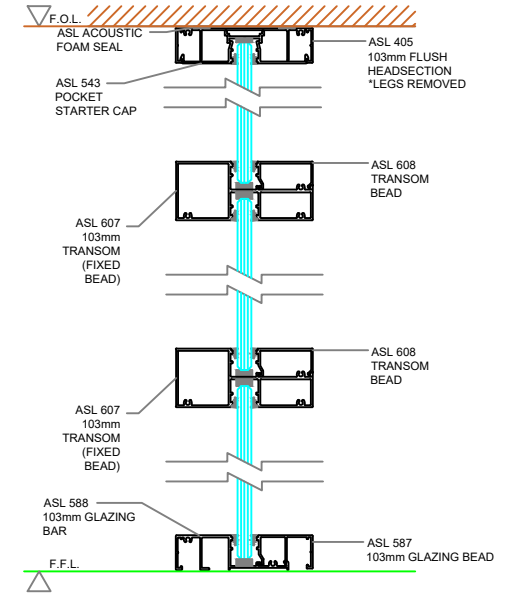 F.O.L.
ASL ACOUSTIC
FOAM SEAL
ASL 405
103mm FLUSH
HEADSECTION
*LEGS REMOVED
ASL 543
POCKET
STARTER CAP
ASL 608
TRANSOM
BEAD
ASL 607
103mm
TRANSOM
(FIXED
BEAD)
ASL 608
TRANSOM
BEAD
ASL 607
103mm
TRANSOM
(FIXED
BEAD)
ASL 588
103mm GLAZING
BAR
ASL 587
103mm GLAZING BEAD
F.F.L.